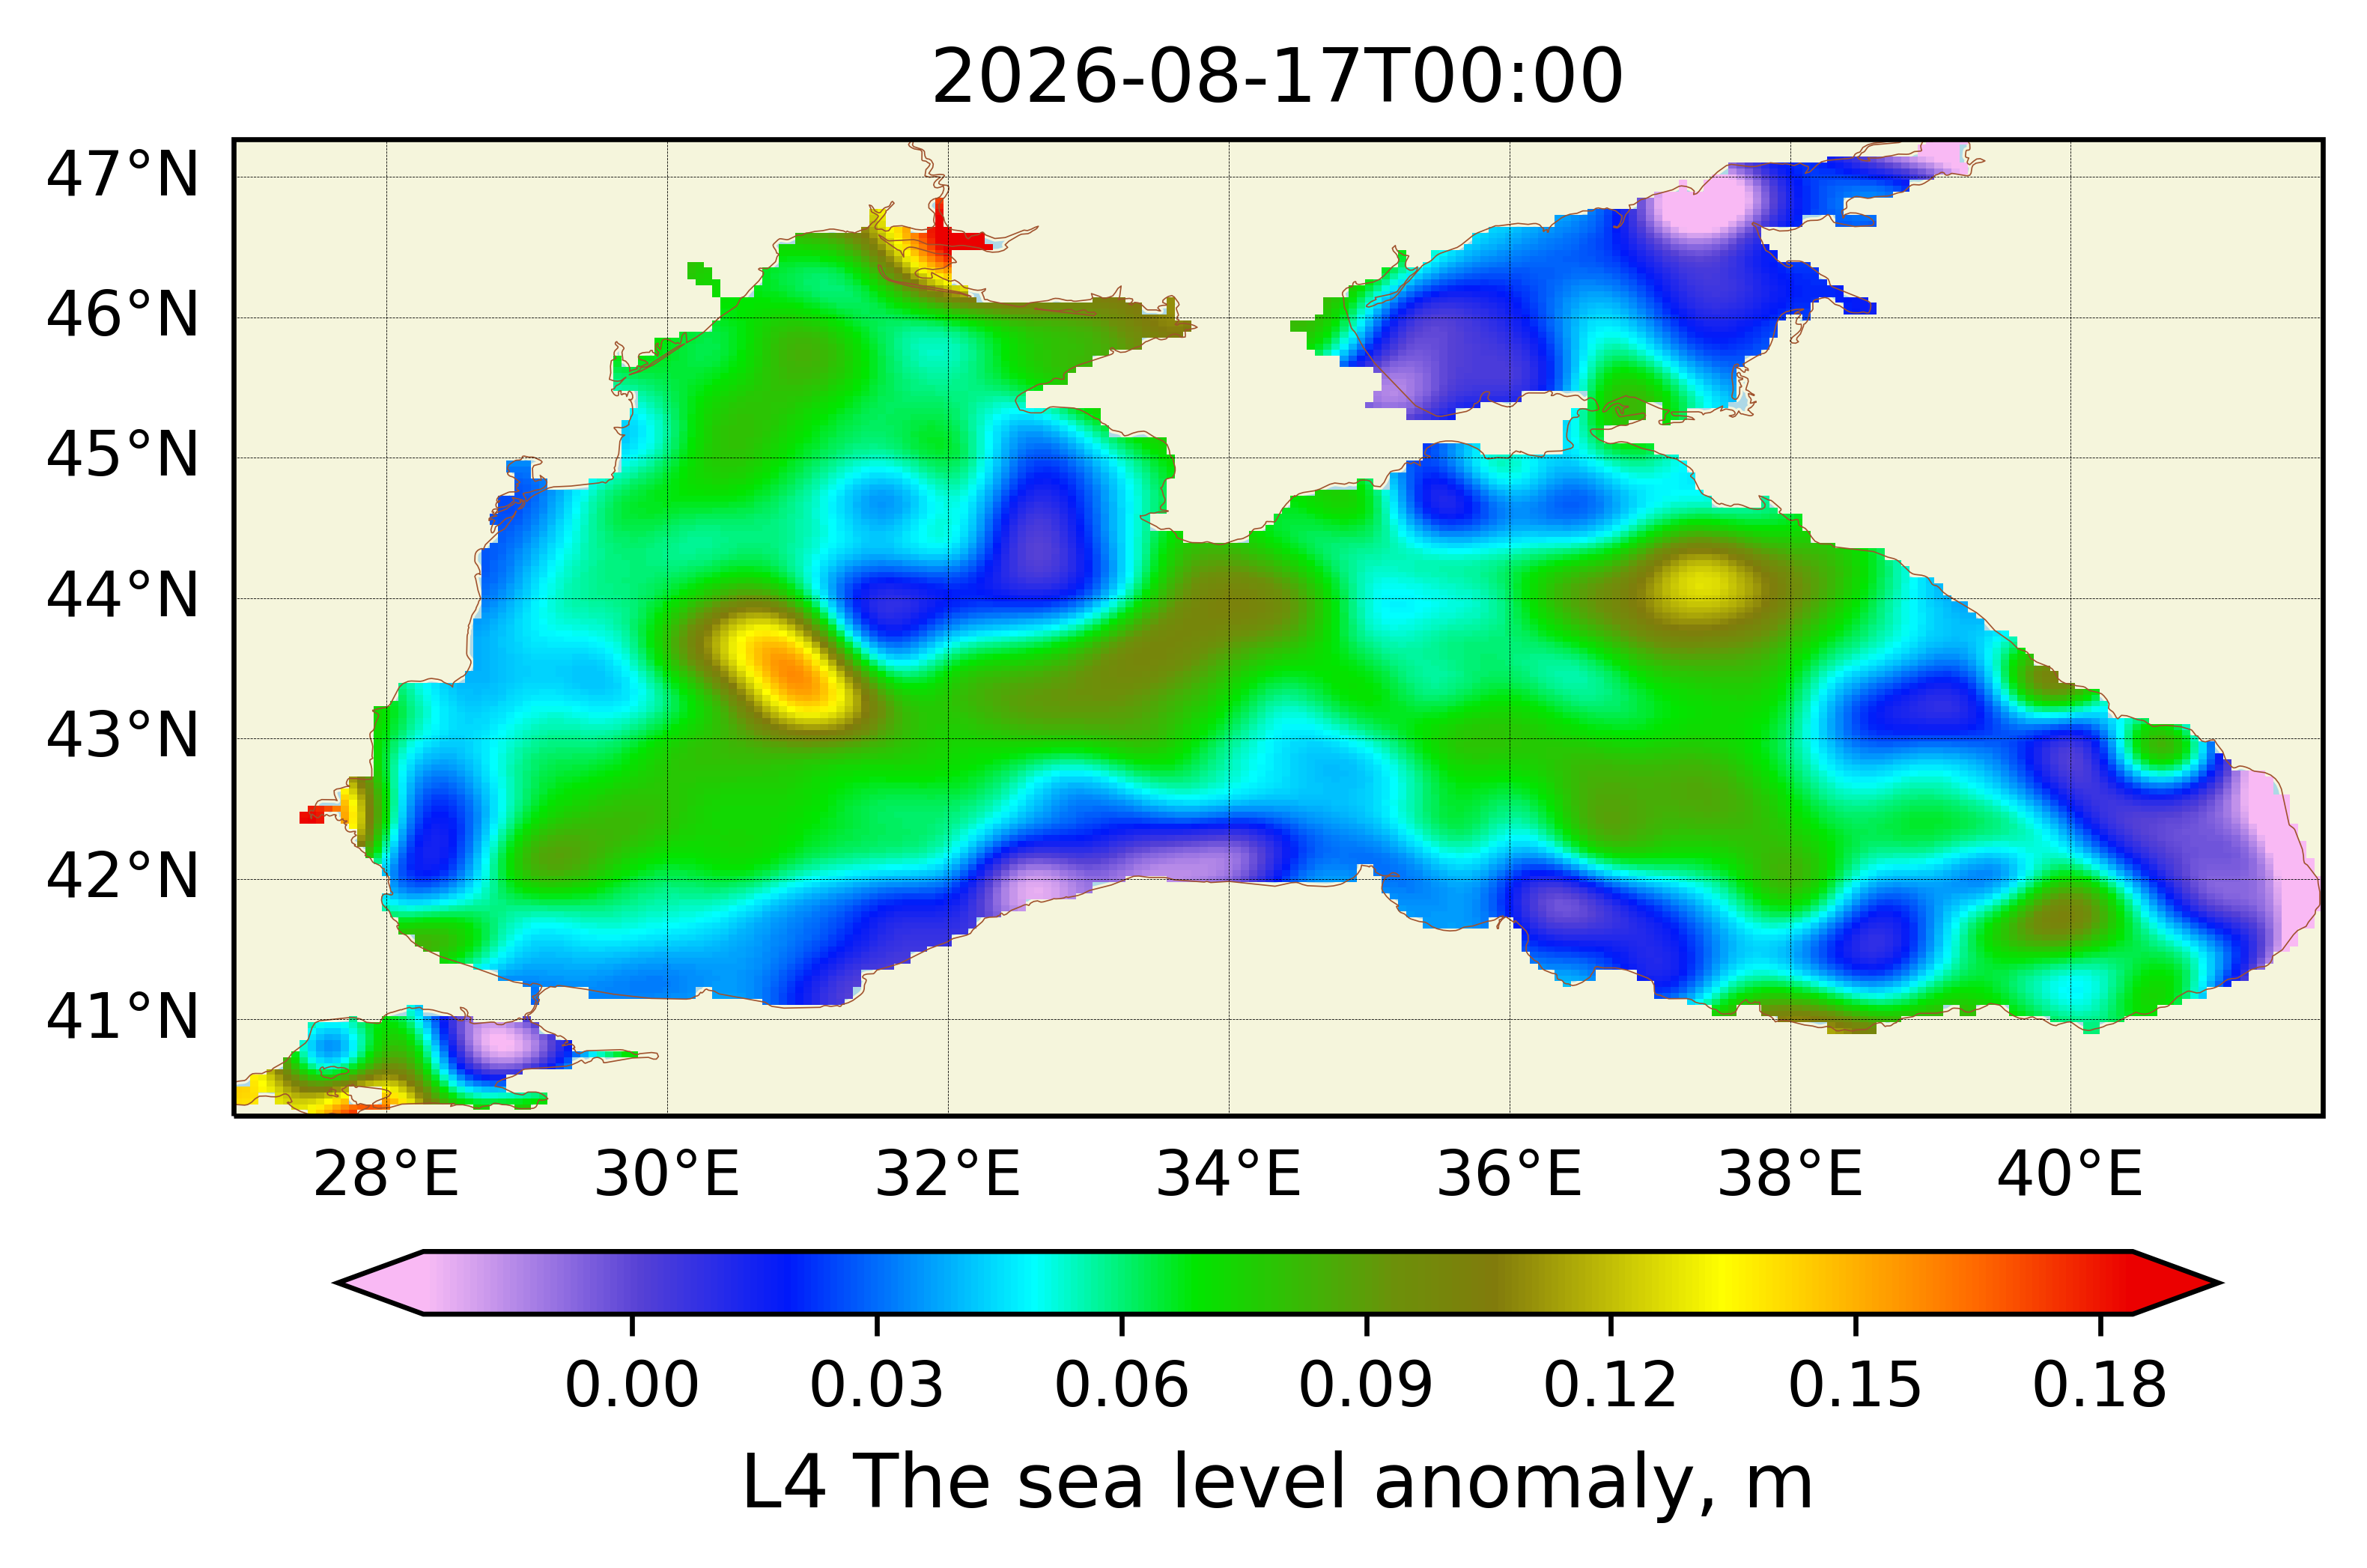 2026-08-17T00:00
47°N
46°N
45°N
44°N
43°N
42°N
41°N
28°E 30°E 32°E 34°E 36°E 38°E 40°E
0.00 0.03 0.06 0.09 0.12 0.15 0.18
L4 The sea level anomaly, m